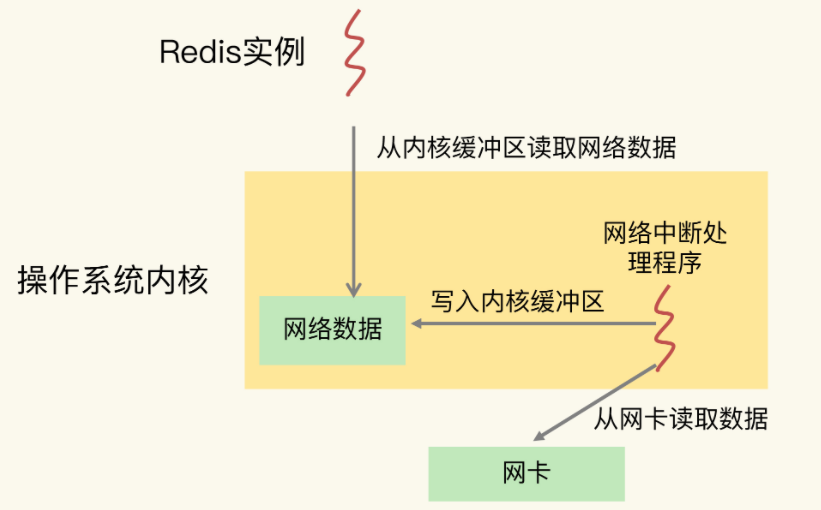 Redis实例
从内核缓冲区读取网络数据
网络中断处
理程序
操作系统内核
写入内核缓冲区
网络数据
从网卡读取数据
网卡